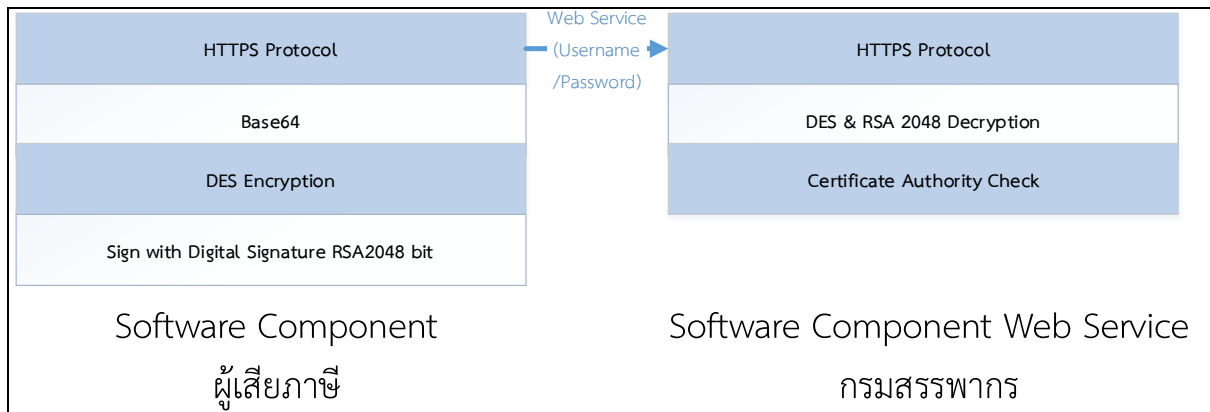 HTTPS Protocol
Base64
DES Encryption
Sign with Digital Signature RSA2048 bit
Software Component
ผู้เสียภาษี
Web Service
(Username
/Password)
HTTPS Protocol
DES & RSA 2048 Decryption
Certificate Authority Check
Software Component Web Service
กรมสรรพากร